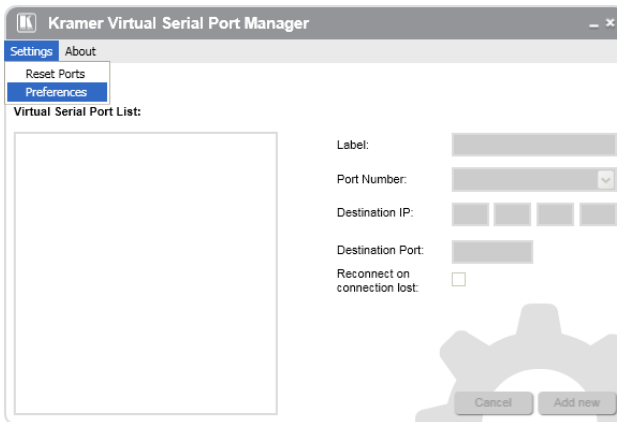 Kramer Virtual Serial Port Manager
Settings About
Reset Ports
Preferences
Virtual Serial Port List:
Label:
Port Number:
Destination IP:
Destination Port:
Reconnect on
connection lost:
Cancel Add new